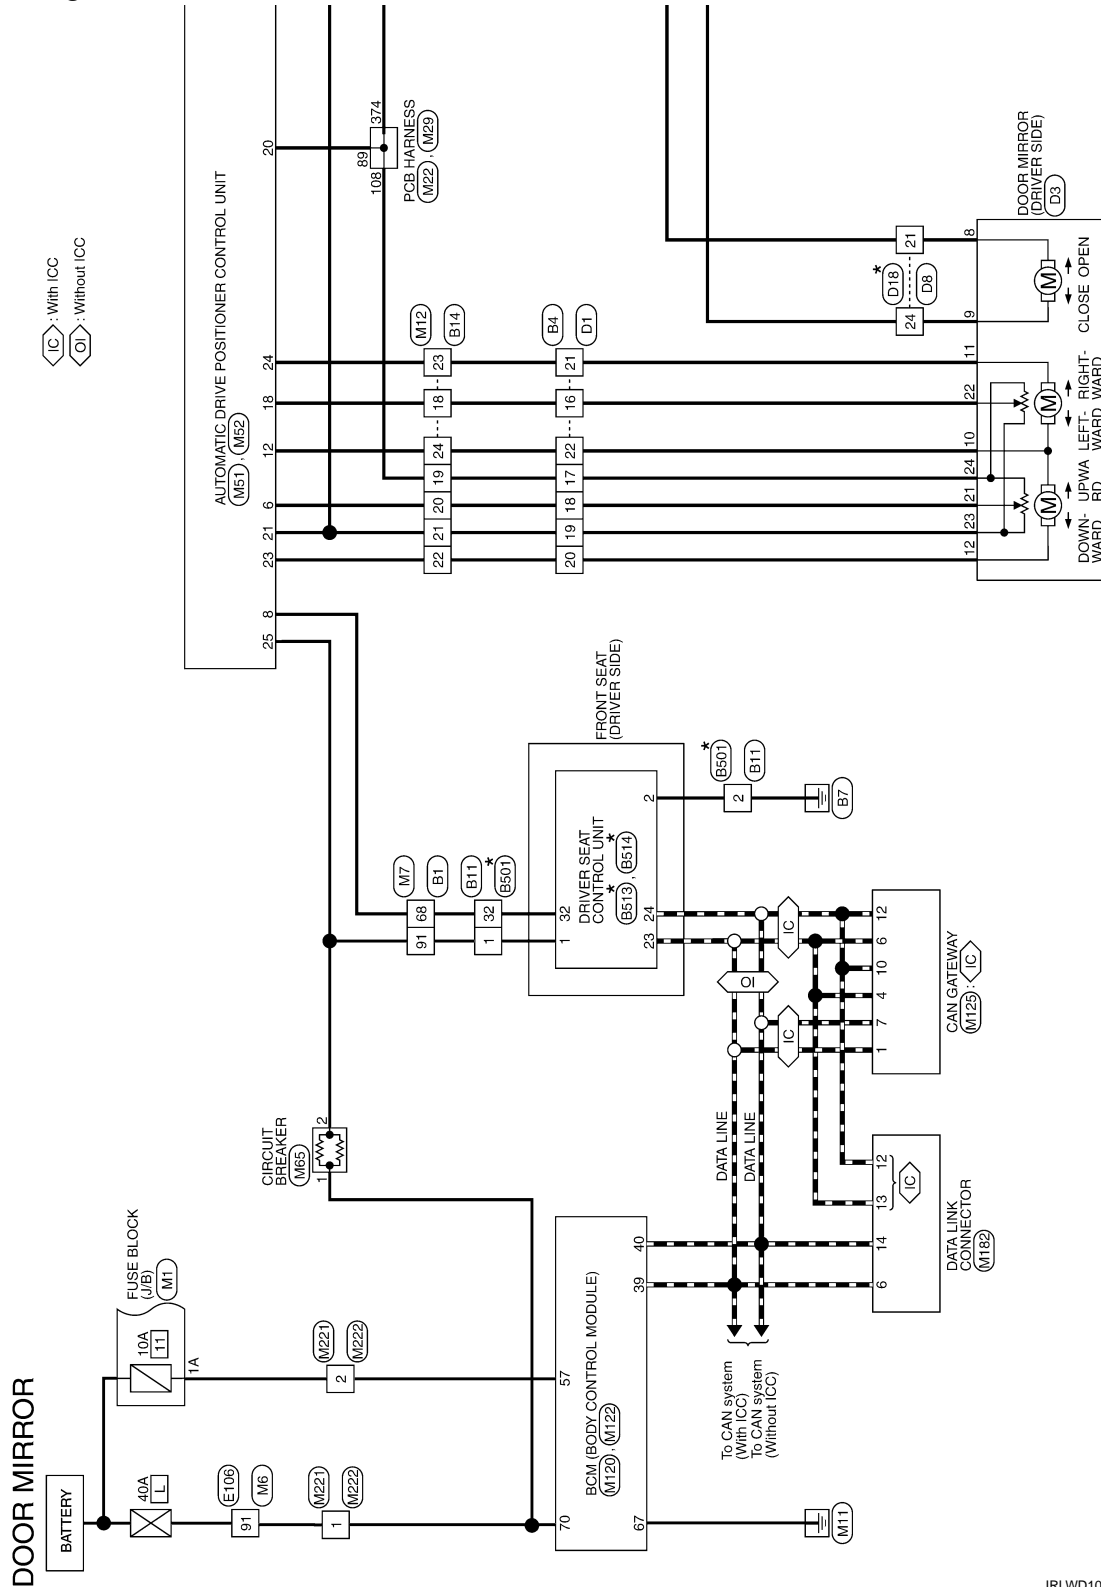 DOOR MIRROR
BATTERY
40A
L
E106
91
M6
M221
1
M222
10A
11
FUSE BLOCK
(J/B)
M1
1A
M221
2
M222
CIRCUIT
BREAKER
M65
1
2
70
57
BCM (BODY CONTROL MODULE)
M120 , M122
67
39
40
M11
To CAN system
(With ICC)
To CAN system
(Without ICC)
DATA LINE
DATA LINE
6
14
13
12
IC
DATA LINK
CONNECTOR
M182
IC
IC
OI
1
7
4
10
6
12
CAN GATEWAY
M125 : IC
M7
91
68
B1
B11
1
32
* B501
FRONT SEAT
(DRIVER SIDE)
1
32
DRIVER SEAT
CONTROL UNIT
* *
B513 , B514
23
24
2
* B501
2
B11
B7
IC : With ICC
OI : Without ICC
AUTOMATIC DRIVE POSITIONER CONTROL UNIT
M51 , M52
25
8
23
21
6
12
18
24
20
108
89
374
PCB HARNESS
M22 , M29
22
21
20
19
24
18
23
M12
B14
20
19
18
17
22
16
21
B4
D1
24
21
* D18
D8
12
23
21
24
10
22
11
9
8
DOOR MIRROR
(DRIVER SIDE)
D3
M
M
M
DOWN-
WARD
UPWA
RD
LEFT-
WARD
RIGHT-
WARD
CLOSE OPEN